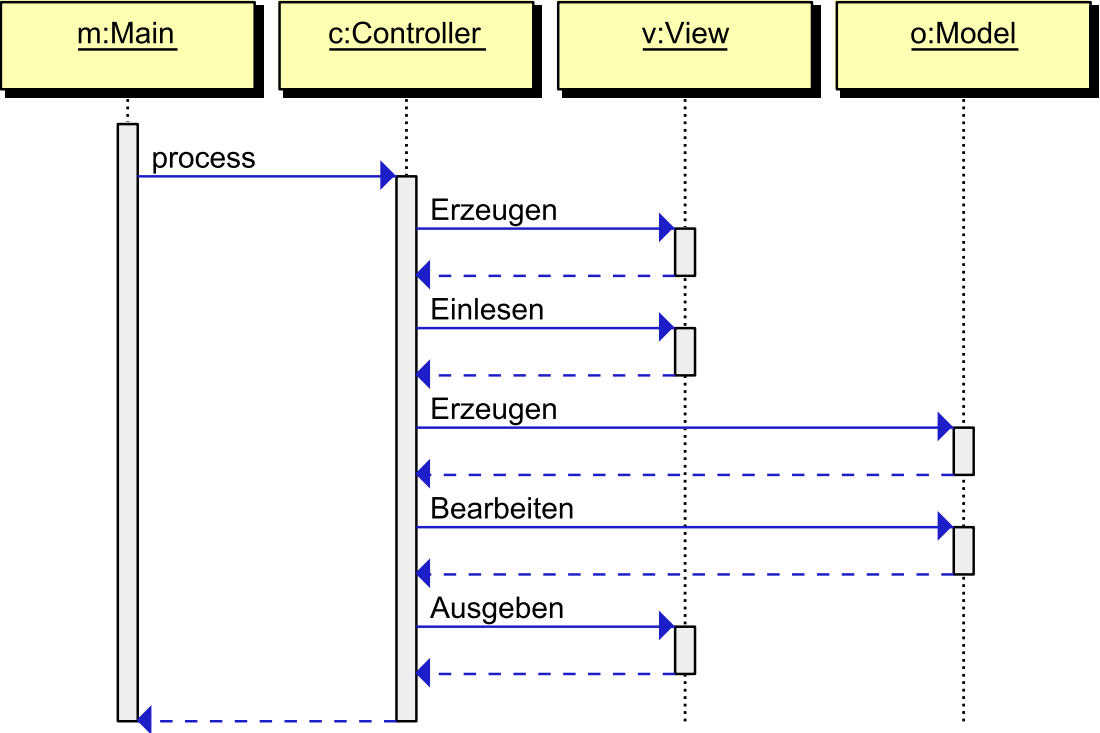 m:Main
c:Controller
v:View
o:Model
process
Erzeugen
Einlesen
Erzeugen
Bearbeiten
Ausgeben